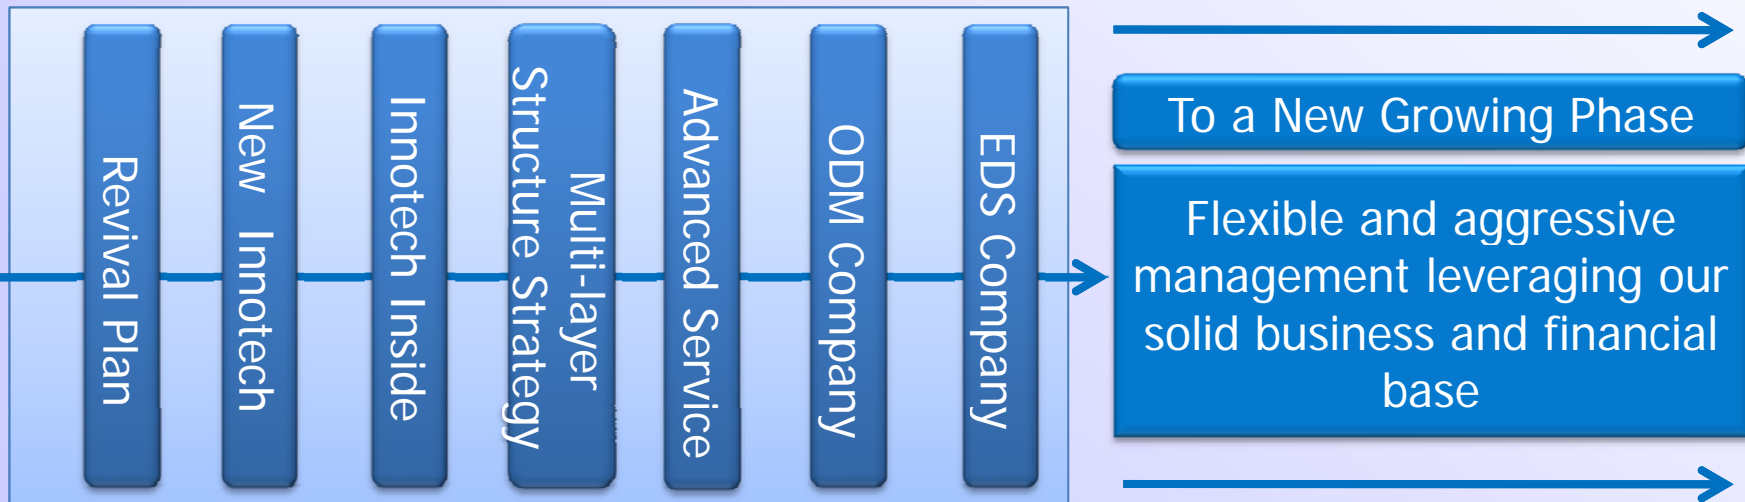 Revival Plan
New Innotech
Innotech Inside
Multi-layer
Structure Strategy
Advanced Service
ODM Company
EDS Company
To a New Growing Phase
Flexible and aggressive
management leveraging our
solid business and financial
base